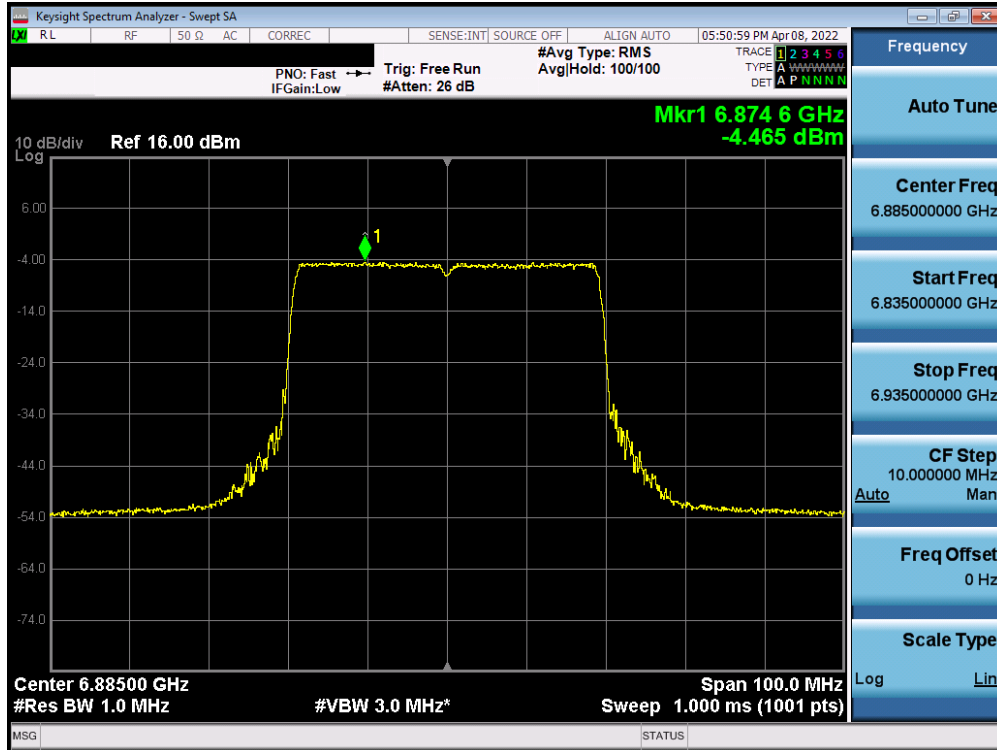 Keysight Spectrum Analyzer - Swept SA
LXI RL RF 50 Ω AC CORREC SENSE:INT SOURCE OFF ALIGN AUTO 05:50:59 PM Apr 08, 2022
PNO: Fast
IFGain:Low
Trig: Free Run
#Atten: 26 dB
#Avg Type: RMS
Avg|Hold: 100/100
TRACE 1 2 3 4 5 6
TYPE A WWWWW
DET A P N N N N
Mkr1 6.874 6 GHz
-4.465 dBm
10 dB/div
Log
Ref 16.00 dBm
1
6.00
-4.00
-14.0
-24.0
-34.0
-44.0
-54.0
-64.0
-74.0
Center 6.88500 GHz
Span 100.0 MHz
#Res BW 1.0 MHz
#VBW 3.0 MHz*
Sweep 1.000 ms (1001 pts)
MSG
STATUS
Frequency
Auto Tune
Center Freq
6.885000000 GHz
Start Freq
6.835000000 GHz
Stop Freq
6.935000000 GHz
CF Step
10.000000 MHz
Auto Man
Freq Offset
0 Hz
Scale Type
Log Lin